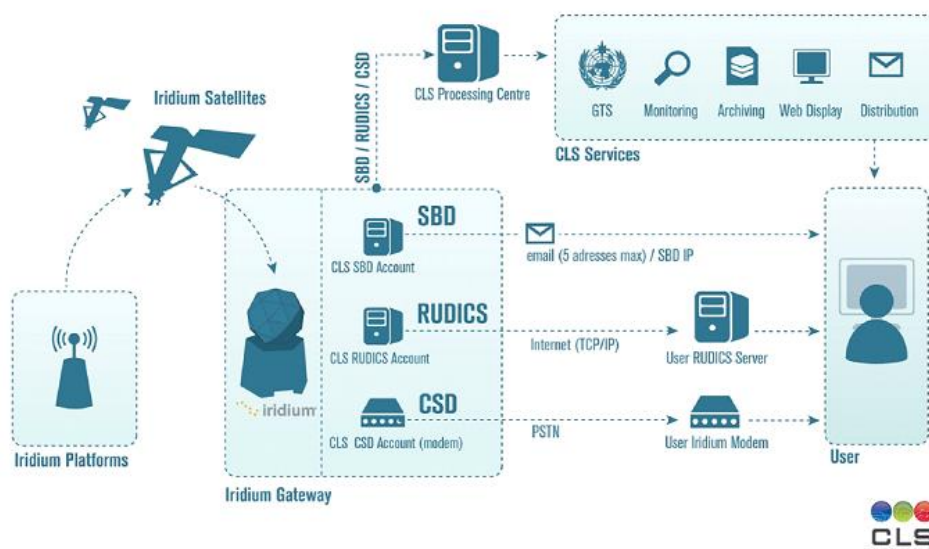 Iridium Satellites
SBD / RUDICS / CSD
CLS Processing Centre
GTS
Monitoring
Archiving
Web Display
Distribution
CLS Services
SBD
CLS SBD Account
email (5 adresses max) / SBD IP
RUDICS
CLS RUDICS Account
Internet (TCP/IP)
User RUDICS Server
iridium
CSD
CLS CSD Account (modem)
PSTN
User Iridium Modem
Iridium Platforms
Iridium Gateway
User
CLS